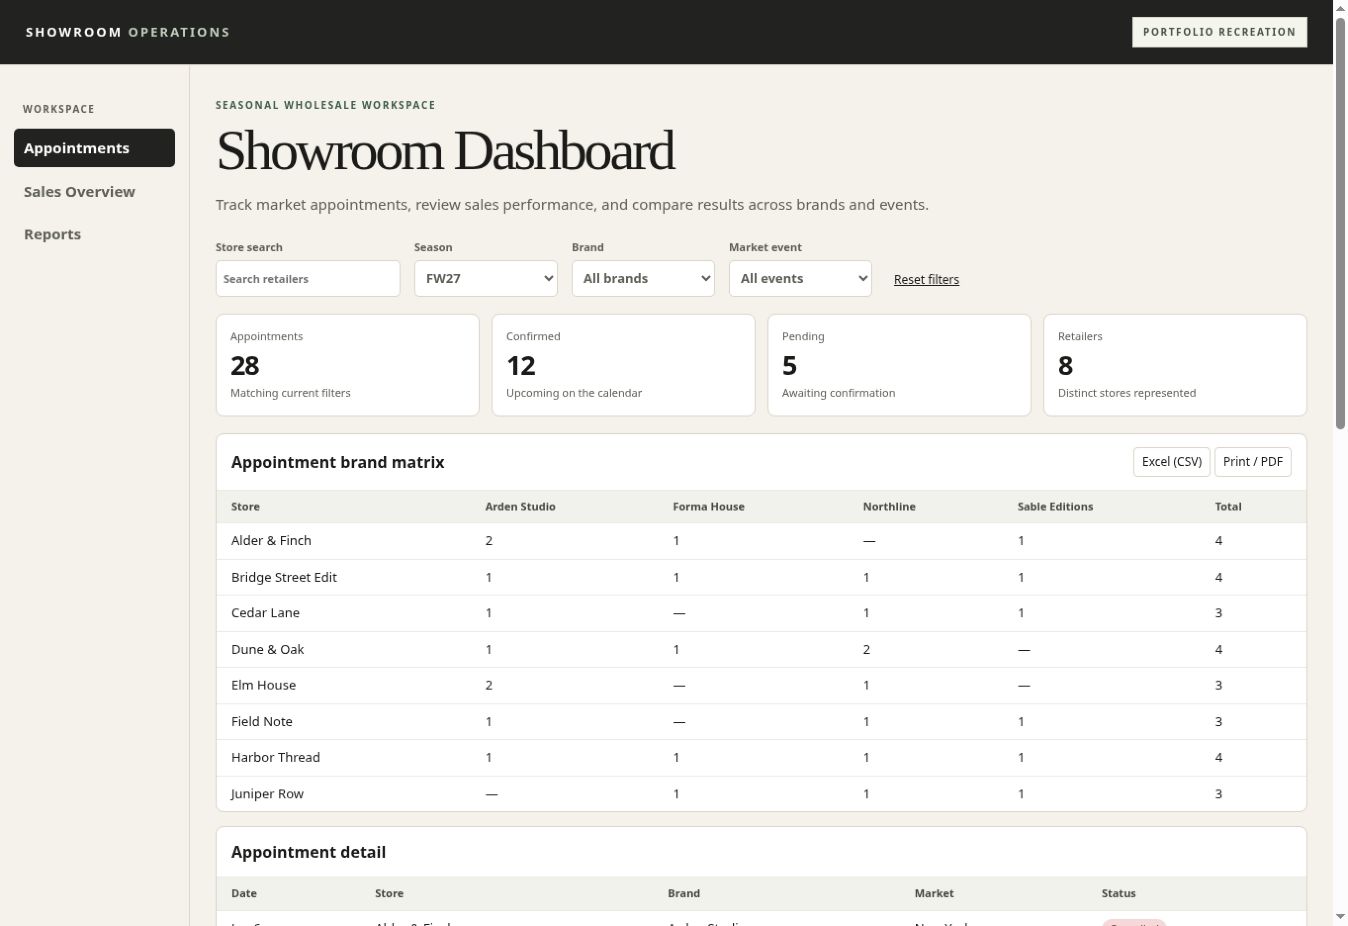 SHOWROOM OPERATIONS
PORTFOLIO RECREATION
WORKSPACE
Appointments
Sales Overview
Reports
SEASONAL WHOLESALE WORKSPACE
Showroom Dashboard
Track market appointments, review sales performance, and compare results across brands and events.
Store search Season Brand Market event
Search retailers FW27 All brands All events Reset filters
Appointments Confirmed Pending Retailers
28 12 5 8
Matching current filters Upcoming on the calendar Awaiting confirmation Distinct stores represented
Appointment brand matrix Excel (CSV) Print / PDF
Store Arden Studio Forma House Northline Sable Editions Total
Alder & Finch 2 1 — 1 4
Bridge Street Edit 1 1 1 1 4
Cedar Lane 1 — 1 1 3
Dune & Oak 1 1 2 — 4
Elm House 2 — 1 — 3
Field Note 1 — 1 1 3
Harbor Thread 1 1 1 1 4
Juniper Row — 1 1 1 3
Appointment detail
Date Store Brand Market Status